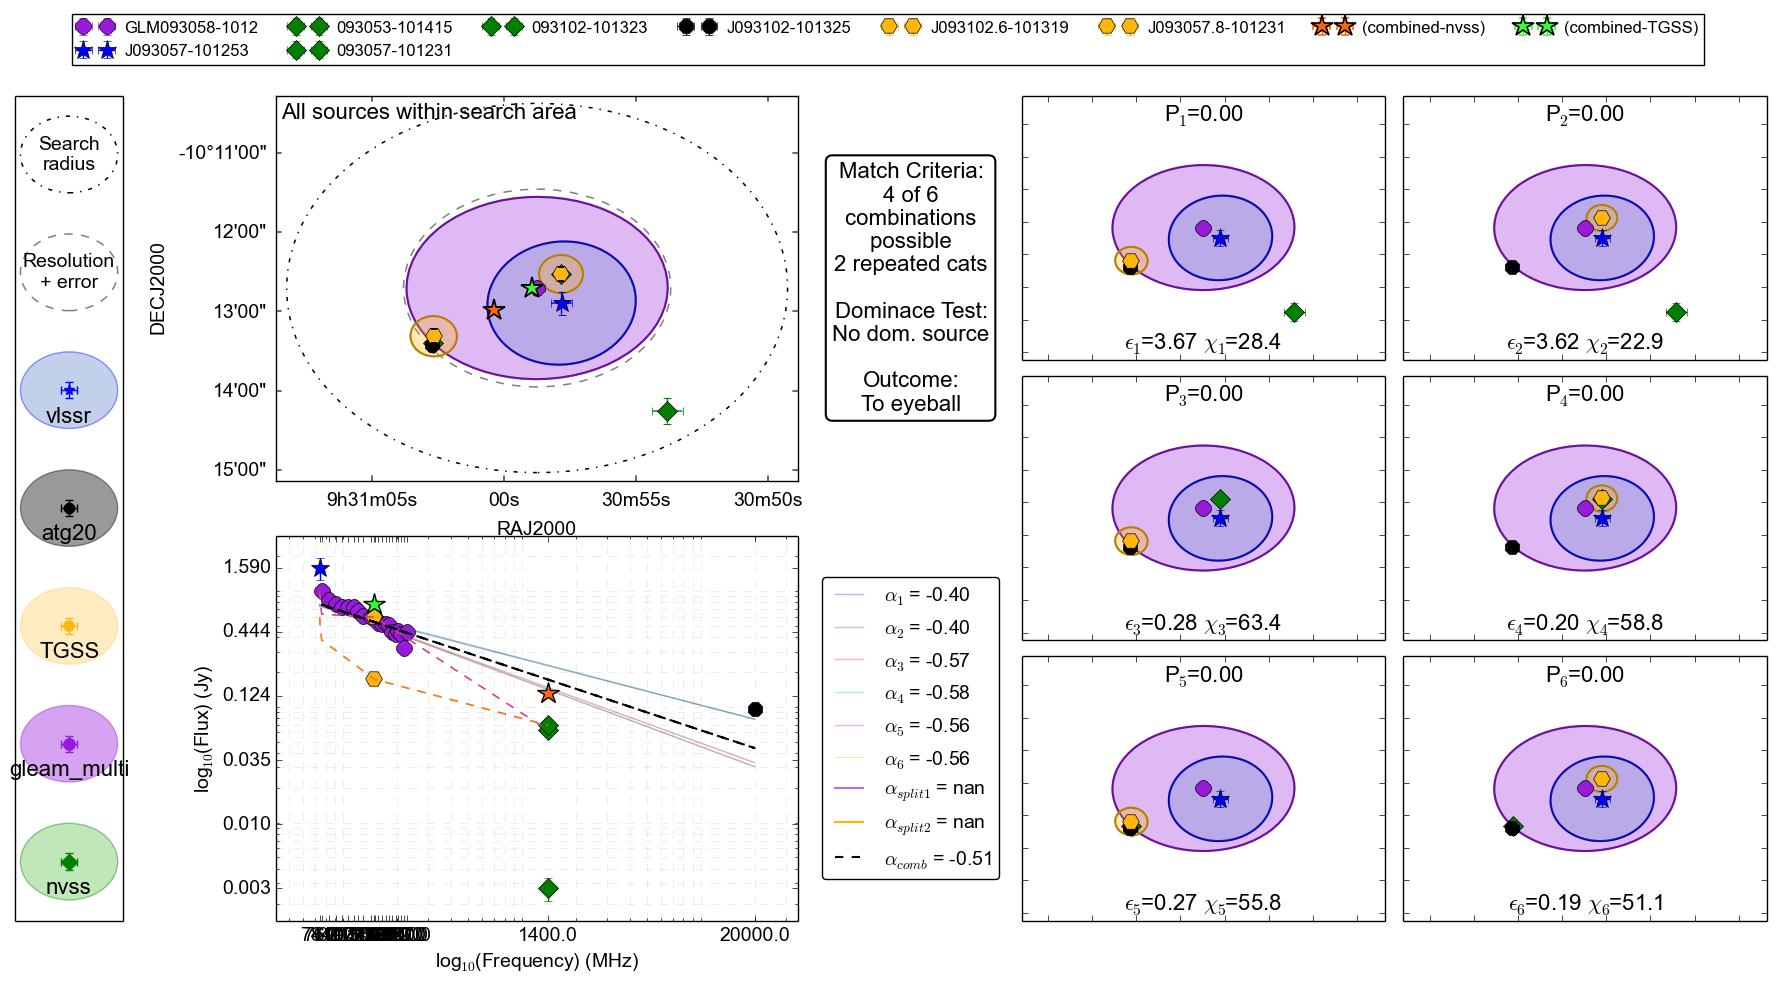 GLM093058-1012 093053-101415 093102-101323 J093102-101325 J093102.6-101319 J093057.8-101231 (combined-nvss) (combined-TGSS)
J093057-101253 093057-101231
Search
radius
Resolution
+ error
vlssr
atg20
TGSS
gleam_multi
nvss
All sources within search area
DECJ2000
-10°11'00"
12'00"
13'00"
14'00"
15'00"
9h31m05s 00s 30m55s 30m50s
RAJ2000
Match Criteria:
4 of 6
combinations
possible
2 repeated cats
Dominace Test:
No dom. source
Outcome:
To eyeball
log10(Flux) (Jy)
1.590
0.444
0.124
0.035
0.010
0.003
1400.0 20000.0
log10(Frequency) (MHz)
α1 = -0.40
α2 = -0.40
α3 = -0.57
α4 = -0.58
α5 = -0.56
α6 = -0.56
αsplit1 = nan
αsplit2 = nan
αcomb = -0.51
P1=0.00
ϵ1=3.67 χ1=28.4
P2=0.00
ϵ2=3.62 χ2=22.9
P3=0.00
ϵ3=0.28 χ3=63.4
P4=0.00
ϵ4=0.20 χ4=58.8
P5=0.00
ϵ5=0.27 χ5=55.8
P6=0.00
ϵ6=0.19 χ6=51.1